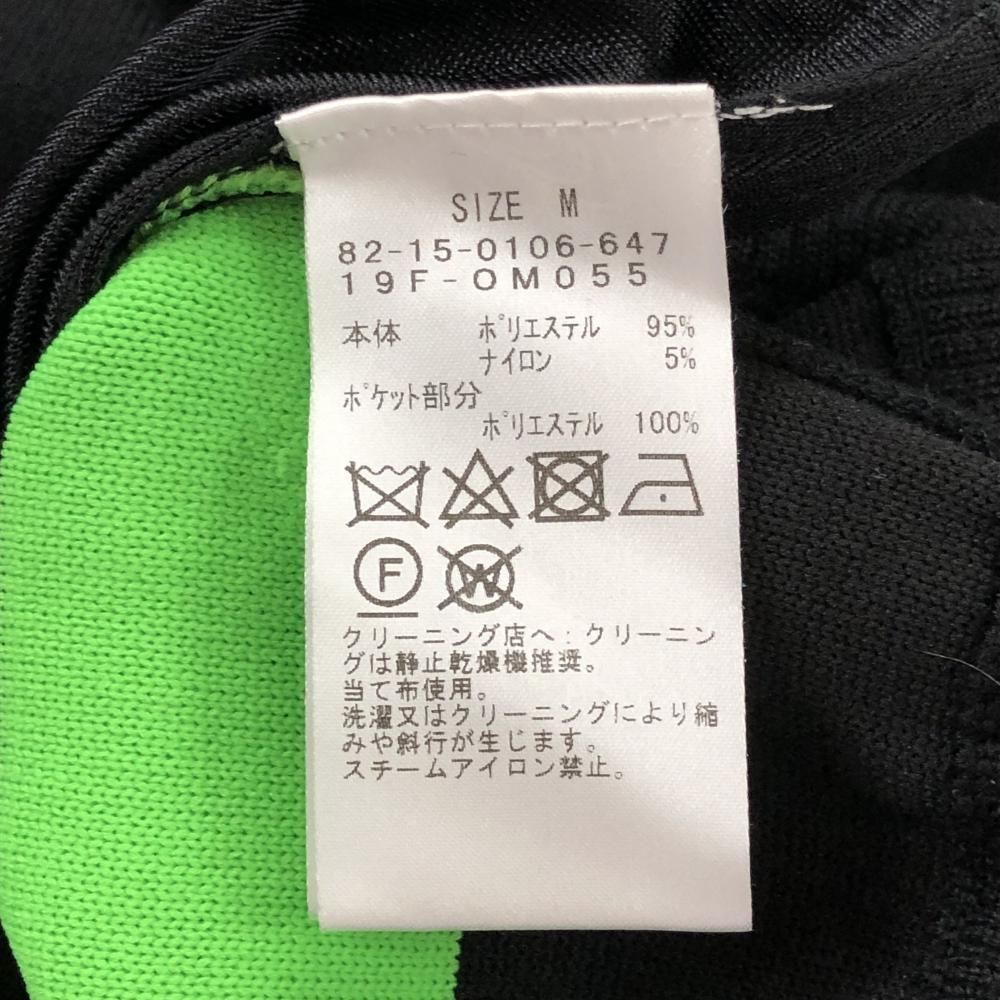 SIZE M
82-15-0106-647
19F-OM055
本体 ポリエステル 95%
ナイロン 5%
ポケット部分
ポリエステル 100%
F W
クリーニング店へ:クリーニン
グは静止乾燥機推奨。
当て布使用。
洗濯又はクリーニングにより縮
みや斜行が生じます。
スチームアイロン禁止。